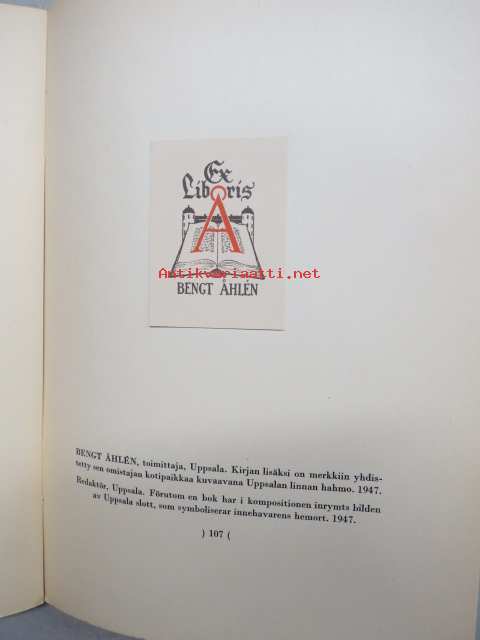 Ex
Libris
Å
Antikvariaatti.net
BENGT ÅHLÉN
BENGT ÅHLÉN, toimittaja, Uppsala. Kirjan lisäksi on merkkiin yhdis-
tetty sen omistajan kotipaikkaa kuvaavana Uppsalan linnan hahmo. 1947.
Redaktör, Uppsala. Förutom en bok har i kompositionen inrymts bilden
av Uppsala slott, som symboliserar innehavarens hemort. 1947.
) 107 (